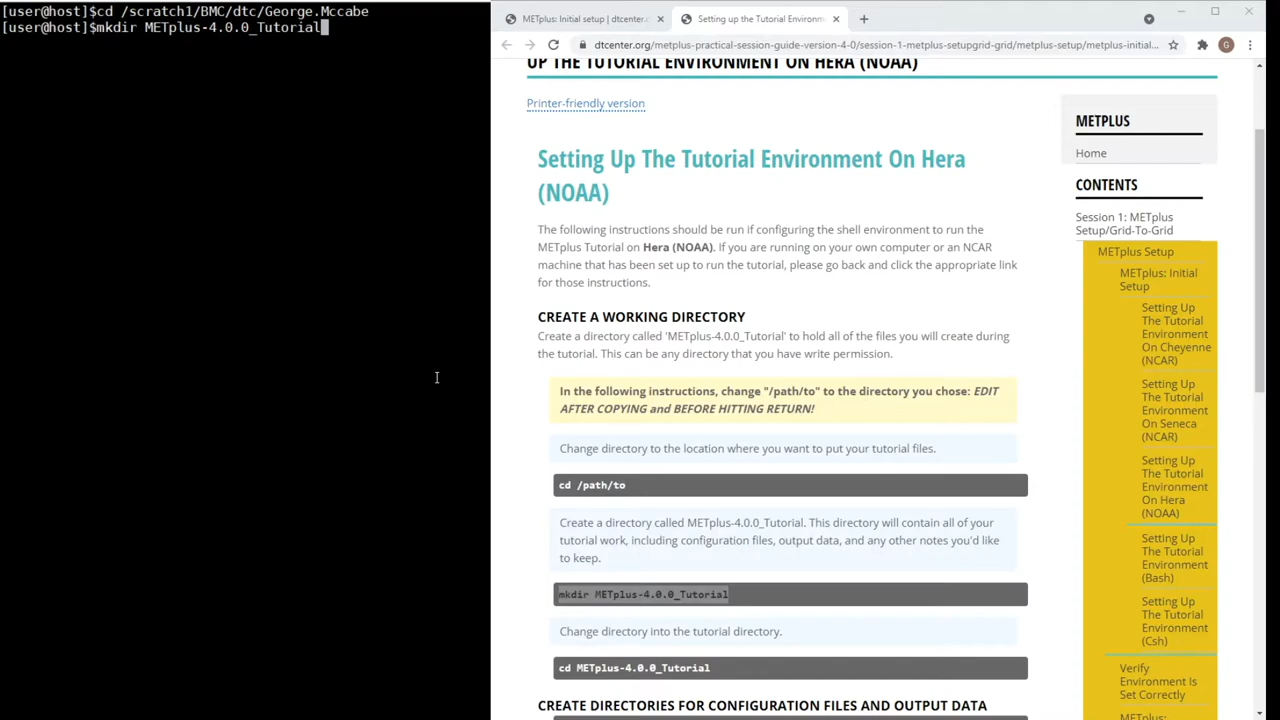 [user@host]$cd /scratch1/BMC/dtc/George.Mccabe
[user@host]$mkdir METplus-4.0.0_Tutorial
METplus: Initial setup | dtcenter.o
Setting up the Tutorial Environm
dtcenter.org/metplus-practical-session-guide-version-4-0/session-1-metplus-setupgrid-grid/metplus-setup/metplus-initial...
G
UP THE TUTORIAL ENVIRONMENT ON HERA (NOAA)
Printer-friendly version
Setting Up The Tutorial Environment On Hera
(NOAA)
The following instructions should be run if configuring the shell environment to run the
METplus Tutorial on Hera (NOAA). If you are running on your own computer or an NCAR
machine that has been set up to run the tutorial, please go back and click the appropriate link
for those instructions.
CREATE A WORKING DIRECTORY
Create a directory called 'METplus-4.0.0_Tutorial' to hold all of the files you will create during
the tutorial. This can be any directory that you have write permission.
In the following instructions, change "/path/to" to the directory you chose: EDIT
AFTER COPYING and BEFORE HITTING RETURN!
Change directory to the location where you want to put your tutorial files.
cd /path/to
Create a directory called METplus-4.0.0_Tutorial. This directory will contain all of your
tutorial work, including configuration files, output data, and any other notes you'd like
to keep.
mkdir METplus-4.0.0_Tutorial
Change directory into the tutorial directory.
cd METplus-4.0.0_Tutorial
CREATE DIRECTORIES FOR CONFIGURATION FILES AND OUTPUT DATA
METPLUS
Home
CONTENTS
Session 1: METplus
Setup/Grid-To-Grid
METplus Setup
METplus: Initial
Setup
Setting Up
The Tutorial
Environment
On Cheyenne
(NCAR)
Setting Up
The Tutorial
Environment
On Seneca
(NCAR)
Setting Up
The Tutorial
Environment
On Hera
(NOAA)
Setting Up
The Tutorial
Environment
(Bash)
Setting Up
The Tutorial
Environment
(Csh)
Verify
Environment Is
Set Correctly
METplus: